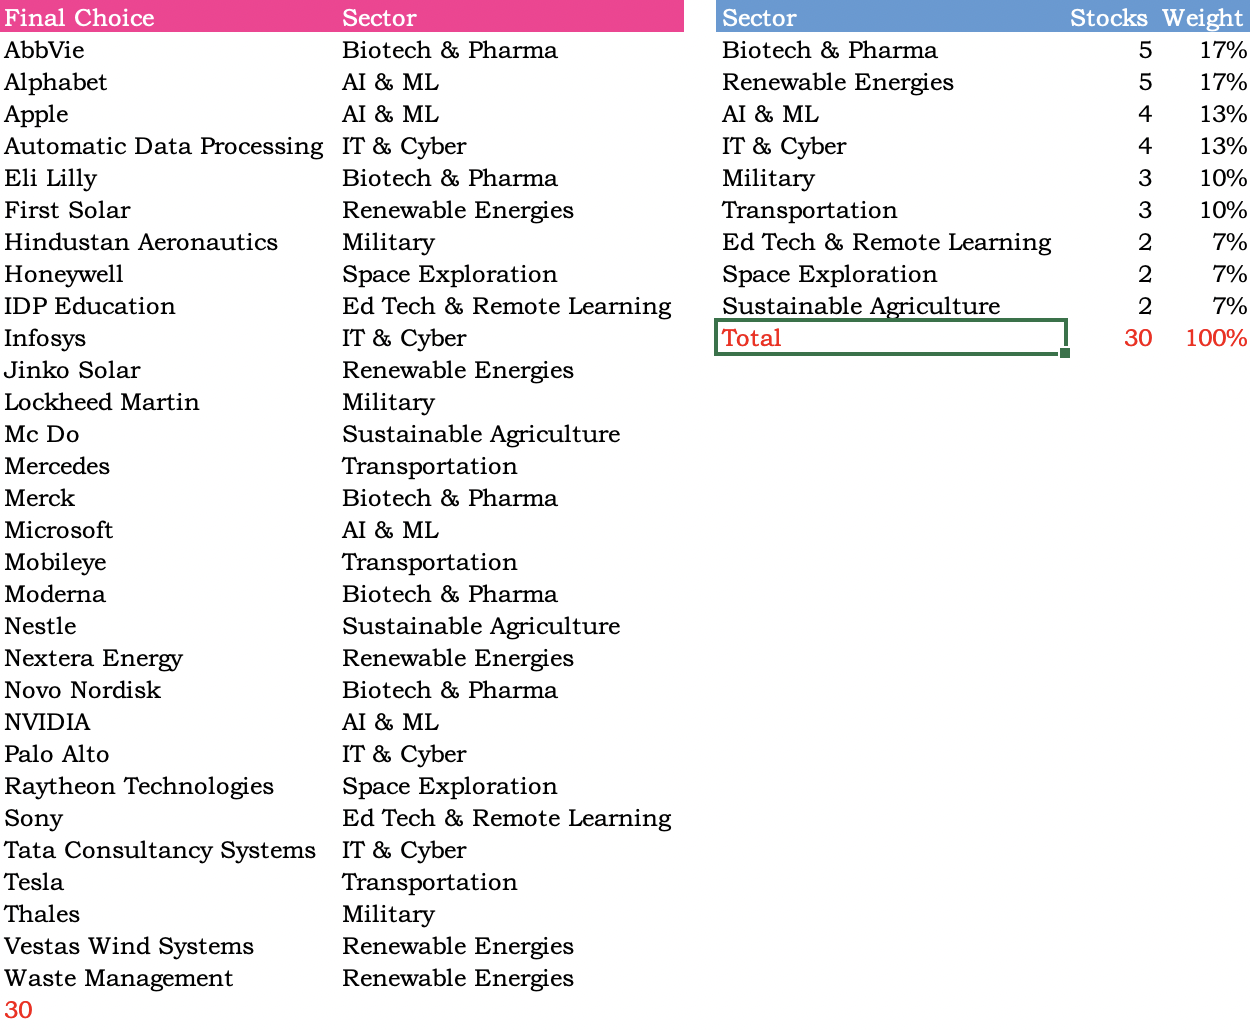 Final Choice Sector
AbbVie Biotech & Pharma
Alphabet AI & ML
Apple AI & ML
Automatic Data Processing IT & Cyber
Eli Lilly Biotech & Pharma
First Solar Renewable Energies
Hindustan Aeronautics Military
Honeywell Space Exploration
IDP Education Ed Tech & Remote Learning
Infosys IT & Cyber
Jinko Solar Renewable Energies
Lockheed Martin Military
Mc Do Sustainable Agriculture
Mercedes Transportation
Merck Biotech & Pharma
Microsoft AI & ML
Mobileye Transportation
Moderna Biotech & Pharma
Nestle Sustainable Agriculture
Nextera Energy Renewable Energies
Novo Nordisk Biotech & Pharma
NVIDIA AI & ML
Palo Alto IT & Cyber
Raytheon Technologies Space Exploration
Sony Ed Tech & Remote Learning
Tata Consultancy Systems IT & Cyber
Tesla Transportation
Thales Military
Vestas Wind Systems Renewable Energies
Waste Management Renewable Energies
30
Sector Stocks Weight
Biotech & Pharma 5 17%
Renewable Energies 5 17%
AI & ML 4 13%
IT & Cyber 4 13%
Military 3 10%
Transportation 3 10%
Ed Tech & Remote Learning 2 7%
Space Exploration 2 7%
Sustainable Agriculture 2 7%
Total 30 100%